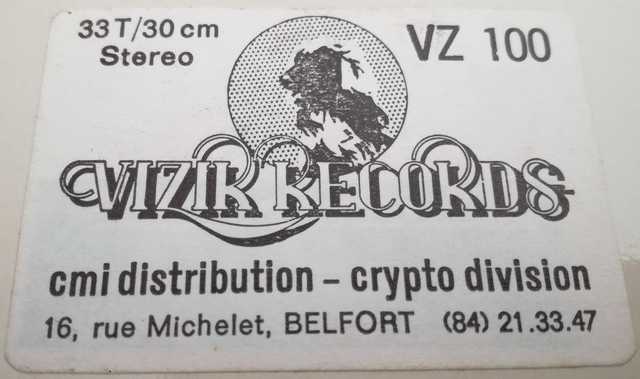 33 T/30 cm
Stereo
VZ 100
VIZIK RECORDS
cmi distribution – crypto division
16, rue Michelet, BELFORT (84) 21.33.47